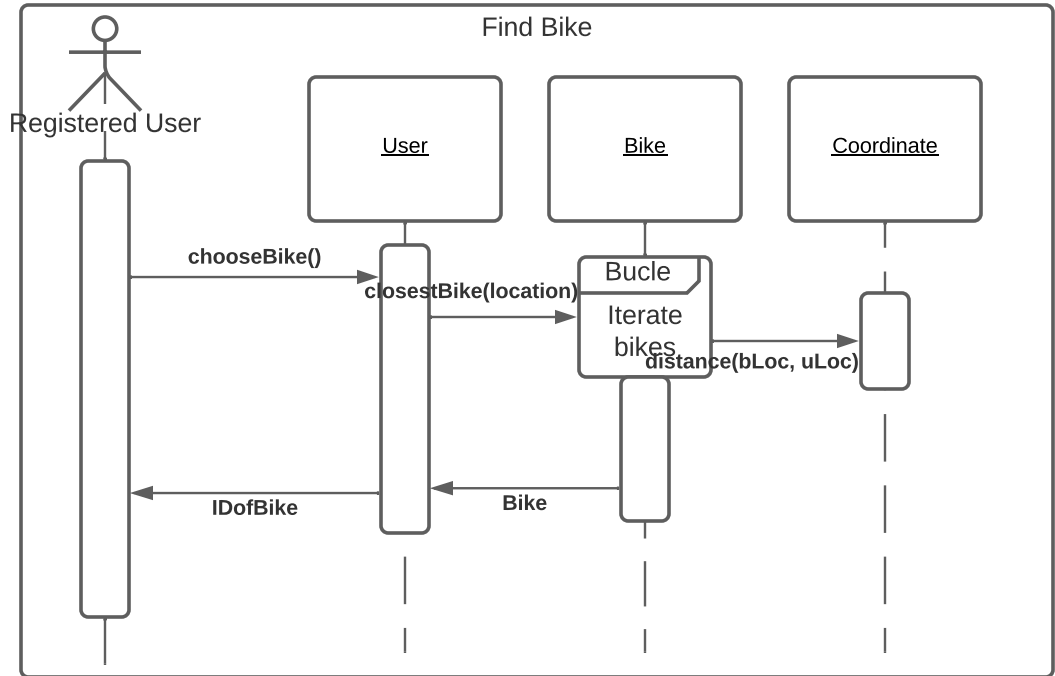 Find Bike
Registered User
User
Bike
Coordinate
chooseBike()
closestBike(location)
Bucle
Iterate
bikes
distance(bLoc, uLoc)
IDofBike
Bike